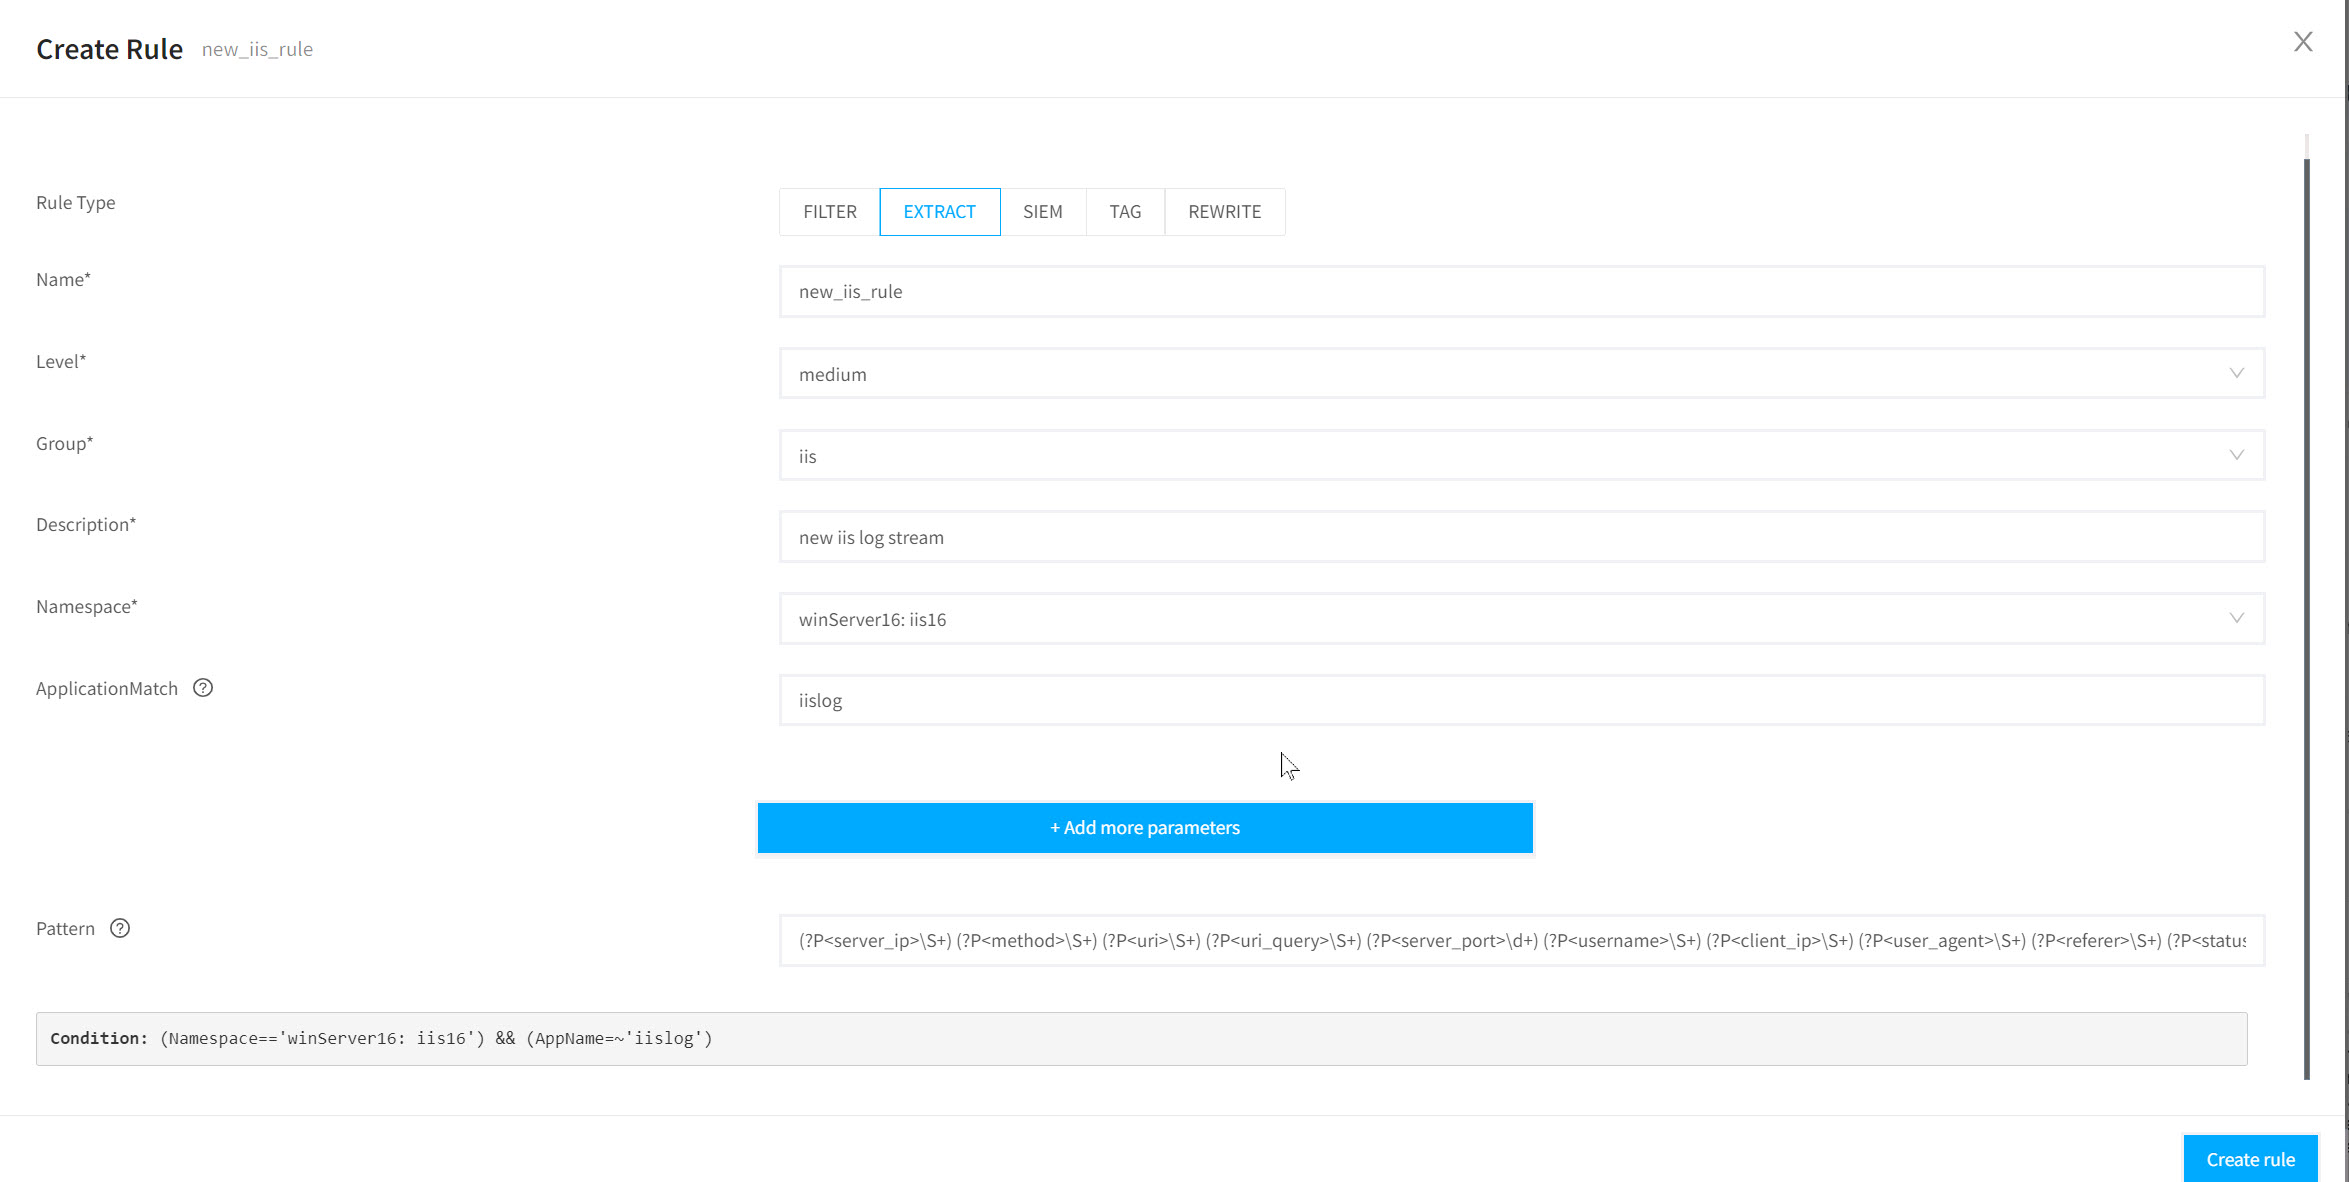 Create Rule new_iis_rule
X
Rule Type
FILTER EXTRACT SIEM TAG REWRITE
Name*
new_iis_rule
Level*
medium
Group*
iis
Description*
new iis log stream
Namespace*
winServer16: iis16
ApplicationMatch ?
iislog
+ Add more parameters
Pattern ?
(?P<server_ip>\S+) (?P<method>\S+) (?P<uri>\S+) (?P<uri_query>\S+) (?P<server_port>\d+) (?P<username>\S+) (?P<client_ip>\S+) (?P<user_agent>\S+) (?P<referer>\S+) (?P<status
Condition: (Namespace=='winServer16: iis16') && (AppName=~'iislog')
Create rule